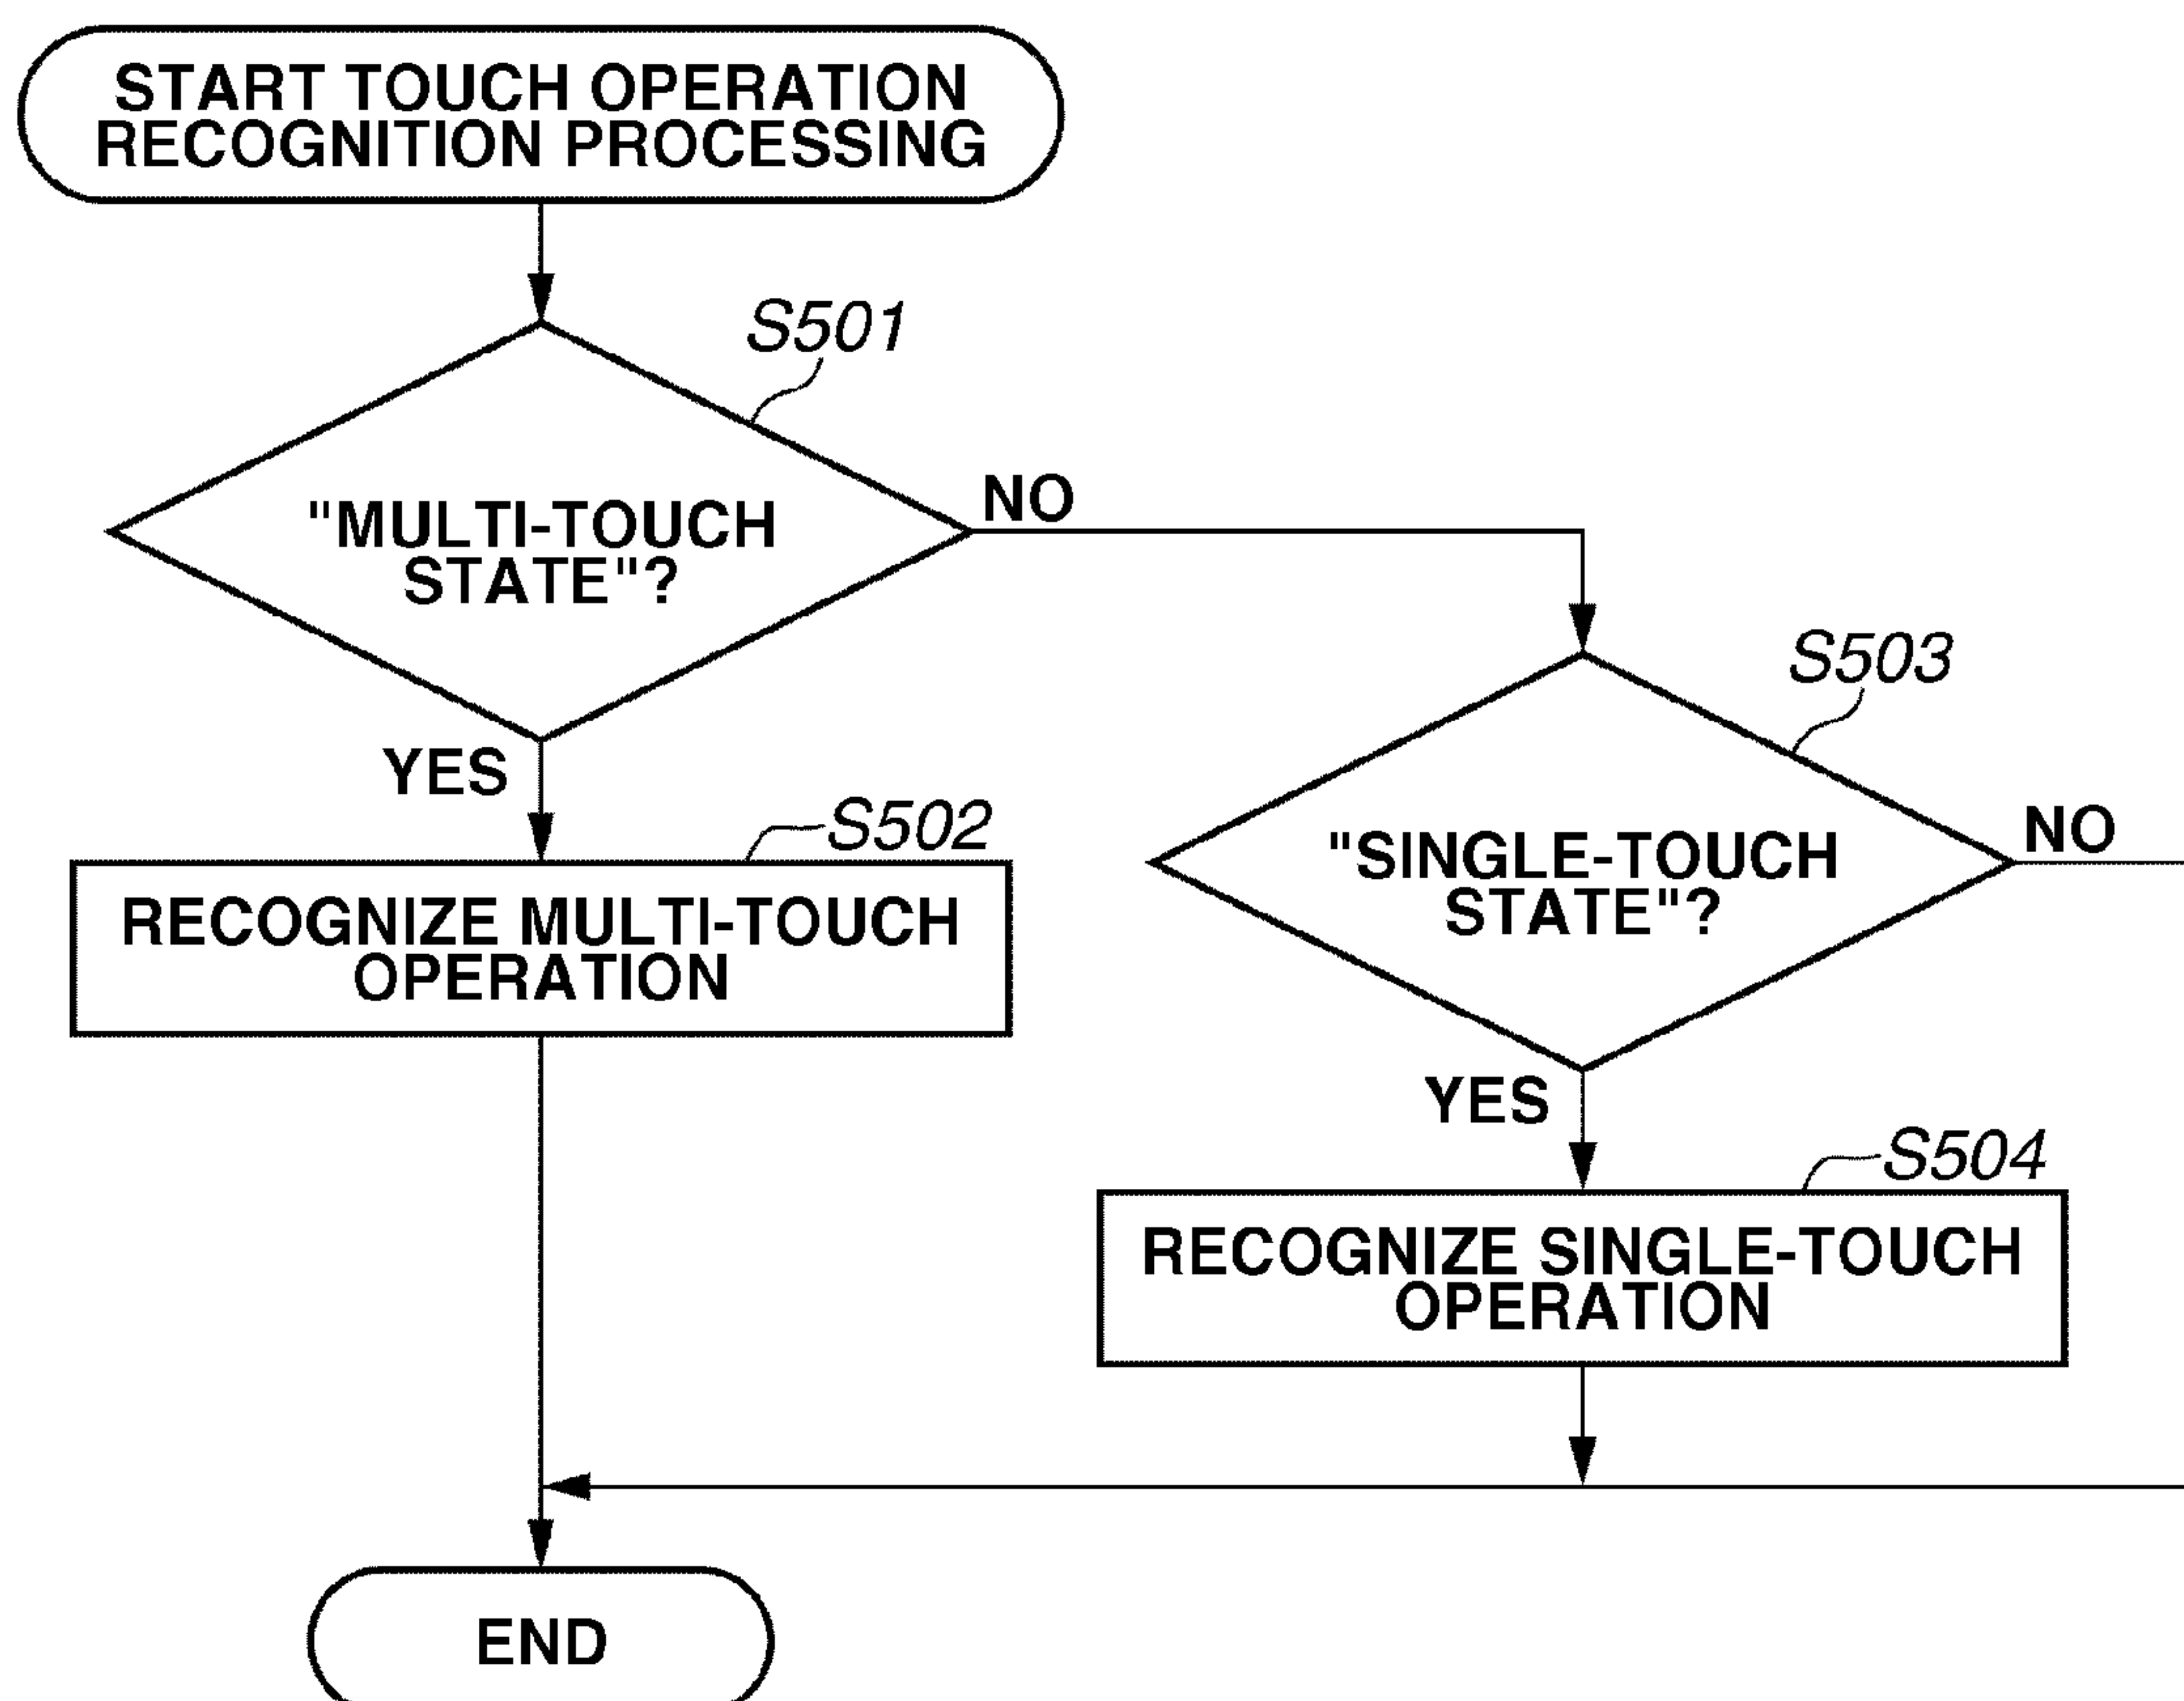 START TOUCH OPERATION
RECOGNITION PROCESSING
S501
"MULTI-TOUCH
STATE"?
NO
YES
S502
RECOGNIZE MULTI-TOUCH
OPERATION
S503
"SINGLE-TOUCH
STATE"?
NO
YES
S504
RECOGNIZE SINGLE-TOUCH
OPERATION
END